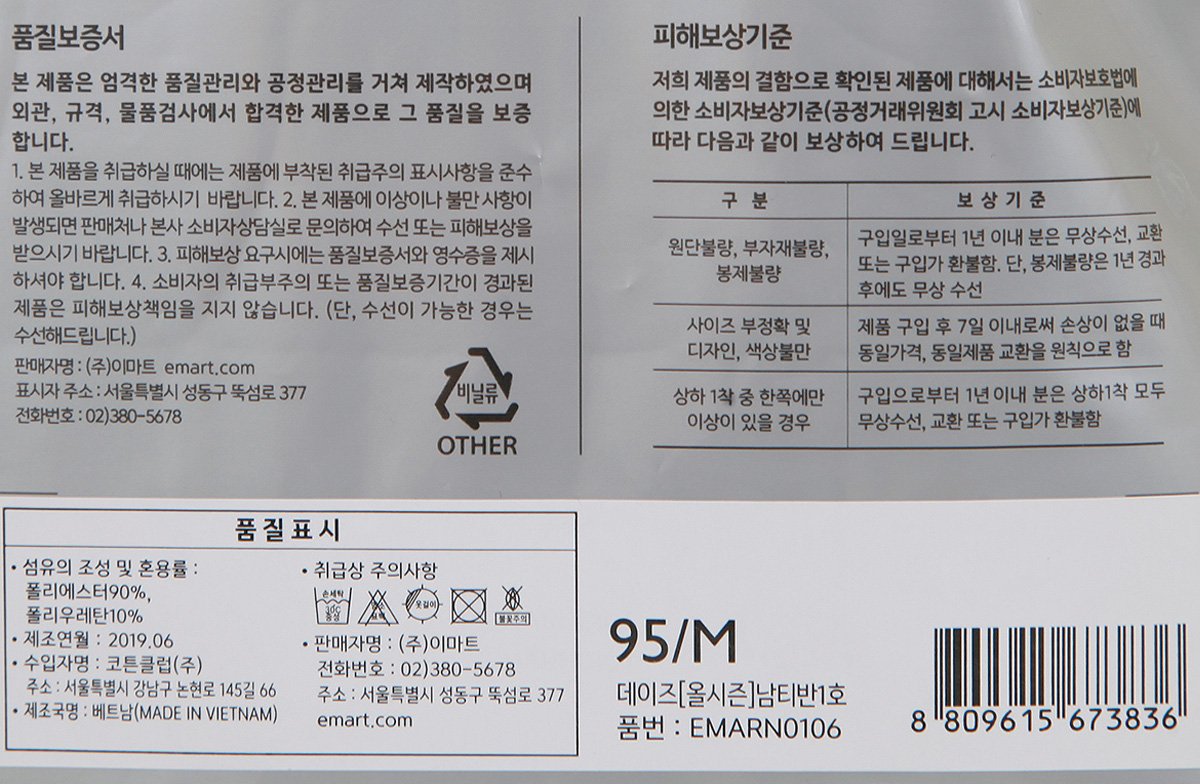 품질보증서
본 제품은 엄격한 품질관리와 공정관리를 거쳐 제작하였으며
외관, 규격, 물품검사에서 합격한 제품으로 그 품질을 보증
합니다.
1. 본 제품을 취급하실 때에는 제품에 부착된 취급주의 표시사항을 준수
하여 올바르게 취급하시기 바랍니다. 2. 본 제품에 이상이나 불만 사항이
발생되면 판매처나 본사 소비자상담실로 문의하여 수선 또는 피해보상을
받으시기 바랍니다. 3. 피해보상 요구시에는 품질보증서와 영수증을 제시
하셔야 합니다. 4. 소비자의 취급부주의 또는 품질보증기간이 경과된
제품은 피해보상책임을 지지 않습니다. (단, 수선이 가능한 경우는
수선해드립니다.)
판매자명 : (주)이마트 emart.com
표시자 주소 : 서울특별시 성동구 뚝섬로 377
전화번호 : 02)380-5678
비닐류
OTHER
피해보상기준
저희 제품의 결함으로 확인된 제품에 대해서는 소비자보호법에
의한 소비자보상기준(공정거래위원회 고시 소비자보상기준)에
따라 다음과 같이 보상하여 드립니다.
구 분 보 상 기 준
원단불량, 부자재불량,
봉제불량
구입일로부터 1년 이내 분은 무상수선, 교환
또는 구입가 환불함. 단, 봉제불량은 1년 경과
후에도 무상 수선
사이즈 부정확 및
디자인, 색상불만
제품 구입 후 7일 이내로써 손상이 없을 때
동일가격, 동일제품 교환을 원칙으로 함
상하 1착 중 한쪽에만
이상이 있을 경우
구입으로부터 1년 이내 분은 상하1착 모두
무상수선, 교환 또는 구입가 환불함
품 질 표 시
• 섬유의 조성 및 혼용률 :
폴리에스터90%,
폴리우레탄10%
• 제조연월 : 2019.06
• 수입자명 : 코튼클럽(주)
주소 : 서울특별시 강남구 논현로 145길 66
• 제조국명 : 베트남(MADE IN VIETNAM)
• 취급상 주의사항
손세탁
30℃
중성
염소
표백
옷걸이
불꽃주의
• 판매자명 : (주)이마트
전화번호 : 02)380-5678
주소 : 서울특별시 성동구 뚝섬로 377
emart.com
95/M
데이즈[올시즌]남티반1호
품번 : EMARN0106
8 809615 673836